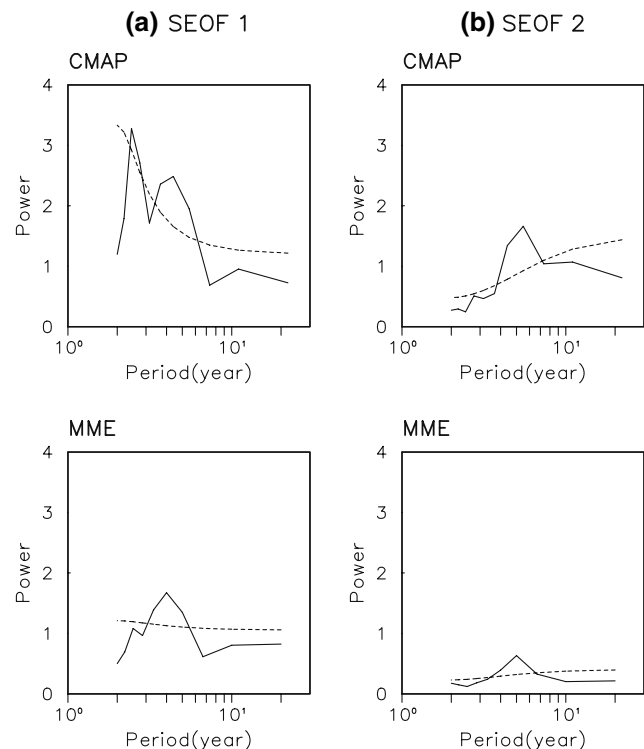 (a) SEOF 1
CMAP
4
3
2
1
0
Power
10⁰
10¹
Period(year)
(b) SEOF 2
CMAP
4
3
2
1
0
Power
10⁰
10¹
Period(year)
MME
4
3
2
1
0
Power
10⁰
10¹
Period(year)
MME
4
3
2
1
0
Power
10⁰
10¹
Period(year)